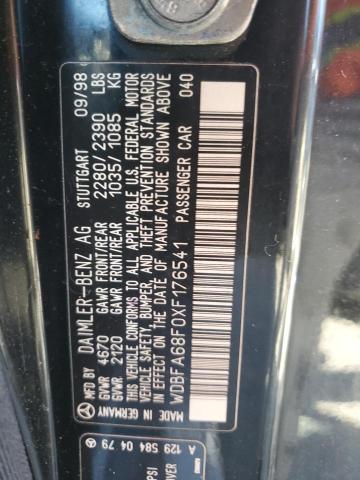 MFD BY DAIMLER-BENZ AG STUTTGART 09/98
GVWR 4670 GAWR FRONT/REAR 2280/2390 LBS
GVWR 2120 GAWR FRONT/REAR 1035/1085 KG
THIS VEHICLE CONFORMS TO ALL APPLICABLE U.S. FEDERAL MOTOR
VEHICLE SAFETY, BUMPER, AND THEFT PREVENTION STANDARDS
IN EFFECT ON THE DATE OF MANUFACTURE SHOWN ABOVE
WDBFA68F0XF176541 PASSENGER CAR 040
MADE IN GERMANY
A 129 584 04 79
PSI